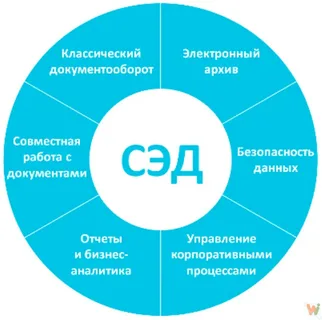 Классический
документооборот
Электронный
архив
Совместная
работа с
документами
СЭД
Безопасность
данных
Отчеты
и бизнес-
аналитика
Управление
корпоративными
процессами